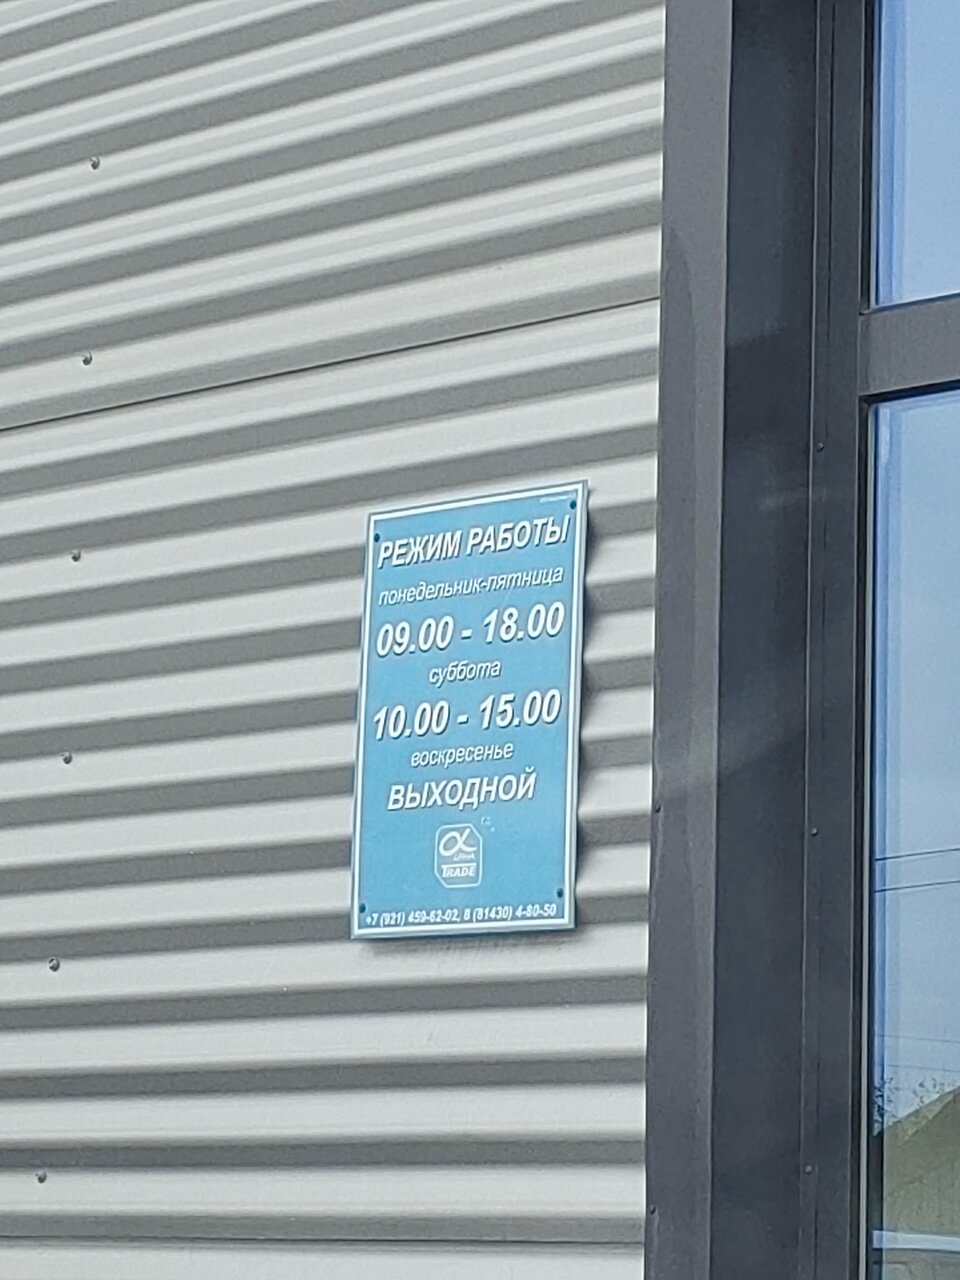 РЕЖИМ РАБОТЫ
понедельник-пятница
09.00 - 18.00
суббота
10.00 - 15.00
воскресенье
ВЫХОДНОЙ
TRADE
+7 (921) 459-62-02, 8 (81430) 4-80-50